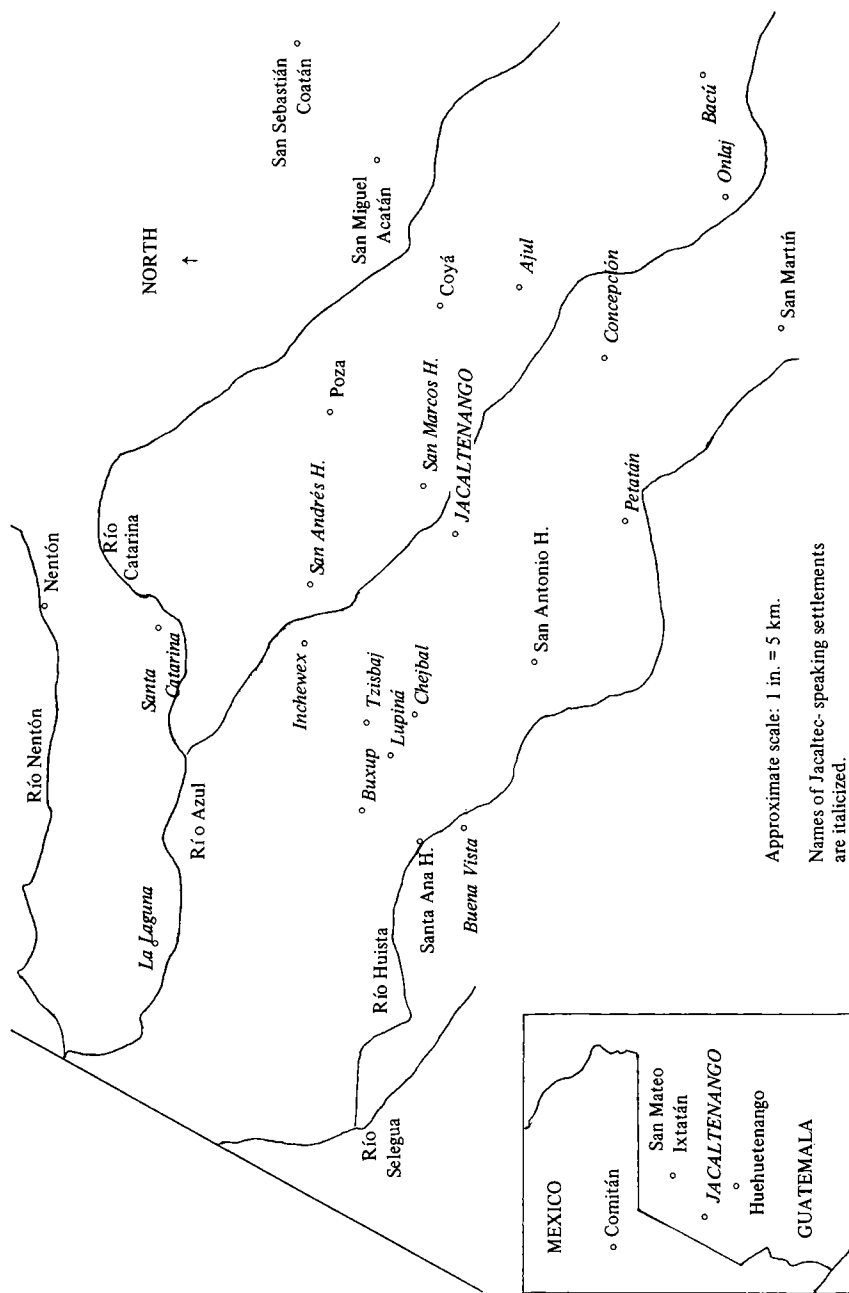 Río Nentón
Nentón
NORTH
↑
San Sebastián
Coatán
Río
Catarina
Santa
Catarina
La Laguna
Río Azul
San Miguel
Acatán
Poza
San Andrés H.
Inchewex
Coyá
San Marcos H.
JACALTENANGO
Ajul
Buxup
Tzisbaj
Lupiná
Chejbal
Río Huista
Santa Ana H.
Buena Vista
San Antonio H.
Concepción
Petatán
Onlaj
Bacú
San Martín
Río
Selegua
Approximate scale: 1 in. = 5 km.
Names of Jacaltec- speaking settlements
are italicized.
MEXICO
Comitán
San Mateo
Ixtatán
JACALTENANGO
Huehuetenango
GUATEMALA